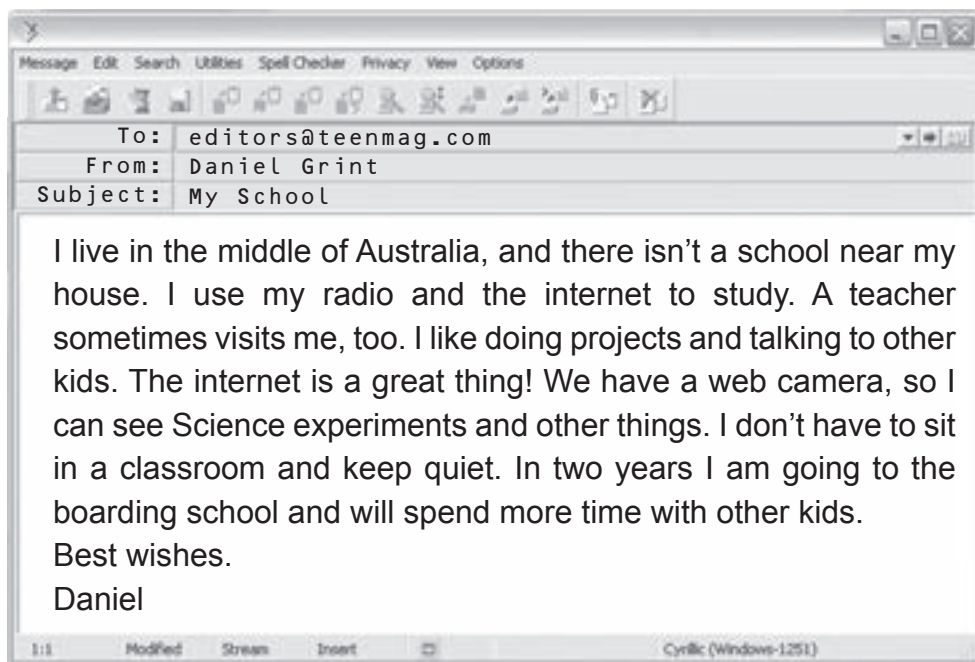 Message Edit Search Utilities Spell Checker Privacy View Options
To: editors@teenmag.com
From: Daniel Grint
Subject: My School
I live in the middle of Australia, and there isn’t a school near my
house. I use my radio and the internet to study. A teacher
sometimes visits me, too. I like doing projects and talking to other
kids. The internet is a great thing! We have a web camera, so I
can see Science experiments and other things. I don’t have to sit
in a classroom and keep quiet. In two years I am going to the
boarding school and will spend more time with other kids.
Best wishes.
Daniel
1:1 Modified Stream Insert Cyrillic (Windows-1251)